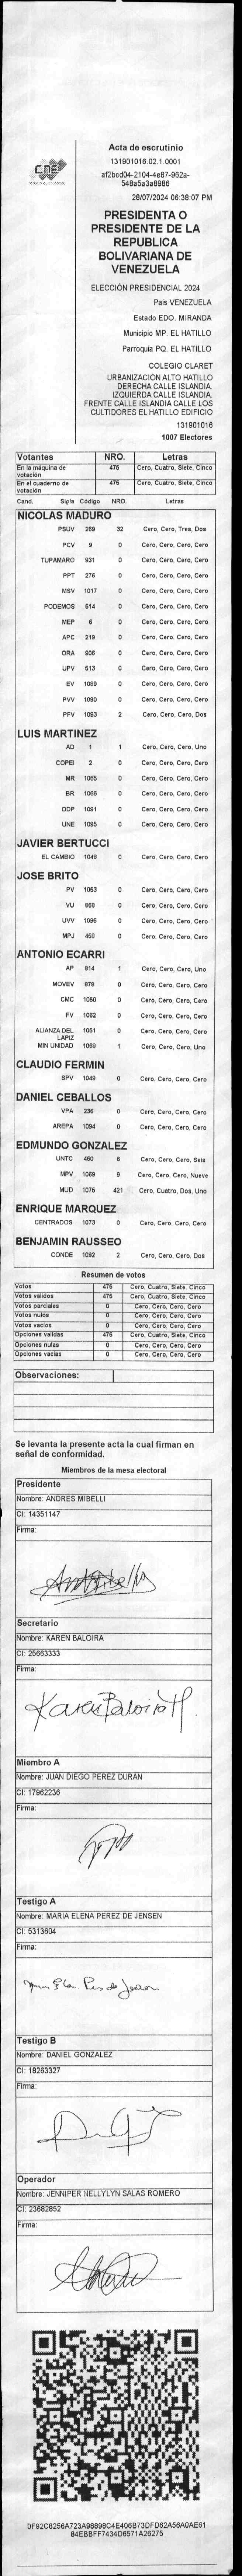 CNE
Acta de escrutinio
131901016.02.1.0001
af2bcd04-2104-4e87-962a-
548a5a3a8986
28/07/2024 06:38:07 PM
PRESIDENTA O
PRESIDENTE DE LA
REPUBLICA
BOLIVARIANA DE
VENEZUELA
ELECCIÓN PRESIDENCIAL 2024
Pais VENEZUELA
Estado EDO. MIRANDA
Municipio MP. EL HATILLO
Parroquia PQ. EL HATILLO
COLEGIO CLARET
URBANIZACION ALTO HATILLO
DERECHA CALLE ISLANDIA.
IZQUIERDA CALLE ISLANDIA.
FRENTE CALLE ISLANDIA CALLE LOS
CULTIDORES EL HATILLO EDIFICIO
131901016
1007 Electores
Votantes NRO. Letras
En la máquina de votación 475 Cero, Cuatro, Siete, Cinco
En el cuaderno de votación 475 Cero, Cuatro, Siete, Cinco
Cand. Sigla Código NRO. Letras
NICOLAS MADURO
PSUV 269 32 Cero, Cero, Tres, Dos
PCV 9 0 Cero, Cero, Cero, Cero
TUPAMARO 931 0 Cero, Cero, Cero, Cero
PPT 276 0 Cero, Cero, Cero, Cero
MSV 1017 0 Cero, Cero, Cero, Cero
PODEMOS 514 0 Cero, Cero, Cero, Cero
MEP 6 0 Cero, Cero, Cero, Cero
APC 219 0 Cero, Cero, Cero, Cero
ORA 906 0 Cero, Cero, Cero, Cero
UPV 513 0 Cero, Cero, Cero, Cero
EV 1089 0 Cero, Cero, Cero, Cero
PVV 1090 0 Cero, Cero, Cero, Cero
PFV 1093 2 Cero, Cero, Cero, Dos
LUIS MARTINEZ
AD 1 1 Cero, Cero, Cero, Uno
COPEI 2 0 Cero, Cero, Cero, Cero
MR 1065 0 Cero, Cero, Cero, Cero
BR 1066 0 Cero, Cero, Cero, Cero
DDP 1091 0 Cero, Cero, Cero, Cero
UNE 1095 0 Cero, Cero, Cero, Cero
JAVIER BERTUCCI
EL CAMBIO 1048 0 Cero, Cero, Cero, Cero
JOSE BRITO
PV 1053 0 Cero, Cero, Cero, Cero
VU 868 0 Cero, Cero, Cero, Cero
UVV 1096 0 Cero, Cero, Cero, Cero
MPJ 458 0 Cero, Cero, Cero, Cero
ANTONIO ECARRI
AP 814 1 Cero, Cero, Cero, Uno
MOVEV 978 0 Cero, Cero, Cero, Cero
CMC 1050 0 Cero, Cero, Cero, Cero
FV 1062 0 Cero, Cero, Cero, Cero
ALIANZA DEL LAPIZ 1051 0 Cero, Cero, Cero, Cero
MIN UNIDAD 1059 1 Cero, Cero, Cero, Uno
CLAUDIO FERMIN
SPV 1049 0 Cero, Cero, Cero, Cero
DANIEL CEBALLOS
VPA 236 0 Cero, Cero, Cero, Cero
AREPA 1094 0 Cero, Cero, Cero, Cero
EDMUNDO GONZALEZ
UNTC 460 6 Cero, Cero, Cero, Seis
MPV 1069 9 Cero, Cero, Cero, Nueve
MUD 1075 421 Cero, Cuatro, Dos, Uno
ENRIQUE MARQUEZ
CENTRADOS 1073 0 Cero, Cero, Cero, Cero
BENJAMIN RAUSSEO
CONDE 1092 2 Cero, Cero, Cero, Dos
Resumen de votos
Votos 475 Cero, Cuatro, Siete, Cinco
Votos validos 475 Cero, Cuatro, Siete, Cinco
Votos parciales 0 Cero, Cero, Cero, Cero
Votos nulos 0 Cero, Cero, Cero, Cero
Votos vacios 0 Cero, Cero, Cero, Cero
Opciones validas 475 Cero, Cuatro, Siete, Cinco
Opciones nulas 0 Cero, Cero, Cero, Cero
Opciones vacias 0 Cero, Cero, Cero, Cero
Observaciones:
Se levanta la presente acta la cual firman en
señal de conformidad.
Miembros de la mesa electoral
Presidente
Nombre: ANDRES MIBELLI
CI: 14351147
Firma:
Secretario
Nombre: KAREN BALOIRA
CI: 25663333
Firma:
Karen Baloira H.
Miembro A
Nombre: JUAN DIEGO PEREZ DURAN
CI: 17962236
Firma:
Testigo A
Nombre: MARIA ELENA PEREZ DE JENSEN
CI: 5313604
Firma:
Testigo B
Nombre: DANIEL GONZALEZ
CI: 18263327
Firma:
Operador
Nombre: JENNIPER NELLYLYN SALAS ROMERO
CI: 23682852
Firma:
0F92C8256A723A98898C4E406B73DFD62A56A0AE61
84EBBFF7434D6571A26275